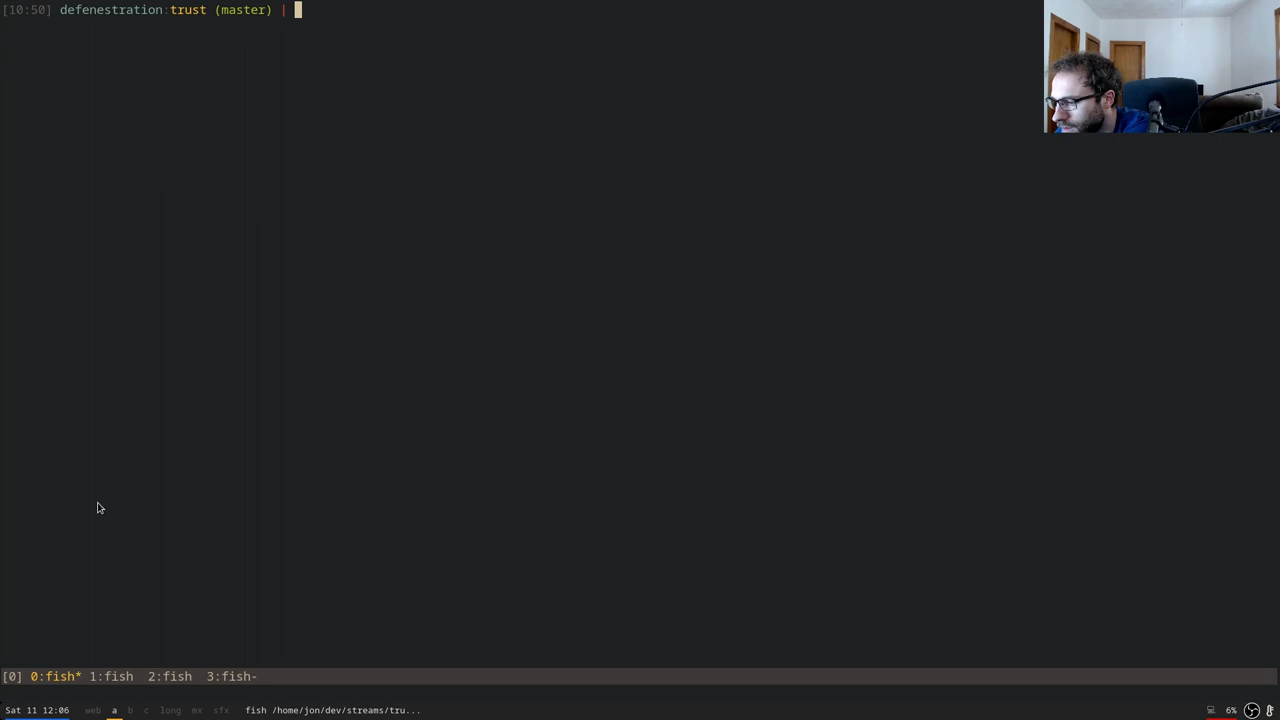 [10:50] defenestration:trust (master) |
[0] 0:fish* 1:fish 2:fish 3:fish-
Sat 11 12:06 web a b c long mx sfx fish /home/jon/dev/streams/tru... 6%